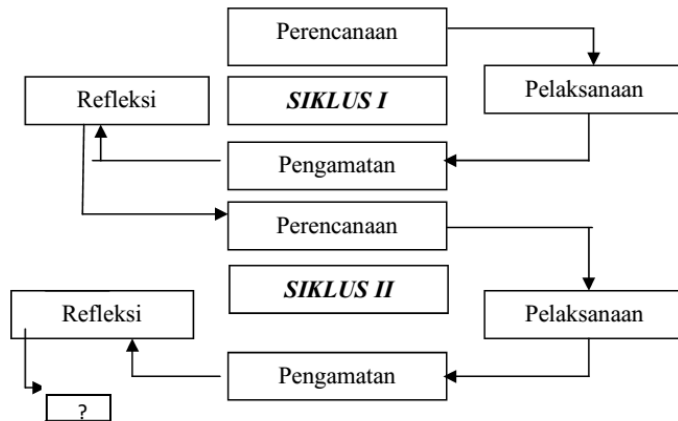 Perencanaan
Pelaksanaan
Refleksi
SIKLUS I
Pengamatan
Perencanaan
SIKLUS II
Refleksi
Pelaksanaan
Pengamatan
?